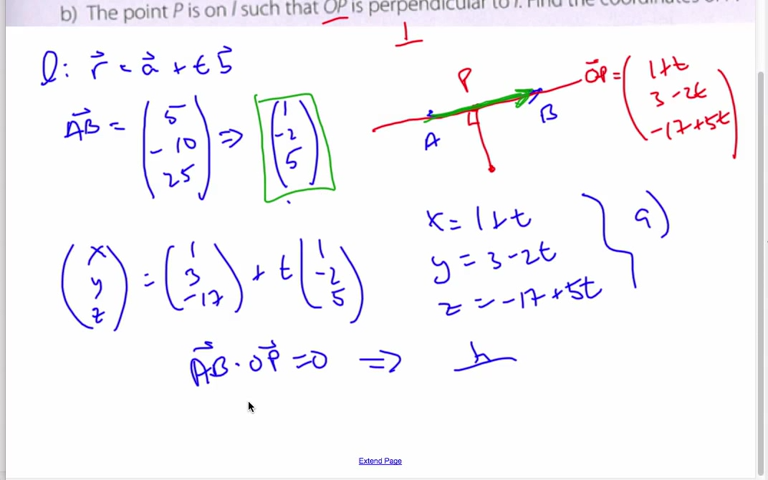 b) The point P is on l such that OP is perpendicular to l. Find the coordinates of
⊥
l: r⃗ = a⃗ + t b⃗
AB⃗ = (5 -10 25) ⇒ (1 -2 5)
P
A
B
OP⃗ = (1+t 3-2t -17+5t)
(x y z) = (1 3 -17) + t (1 -2 5)
x = 1+t
y = 3-2t
z = -17+5t
a)
AB⃗ · OP⃗ = 0 ⇒ b
Extend Page